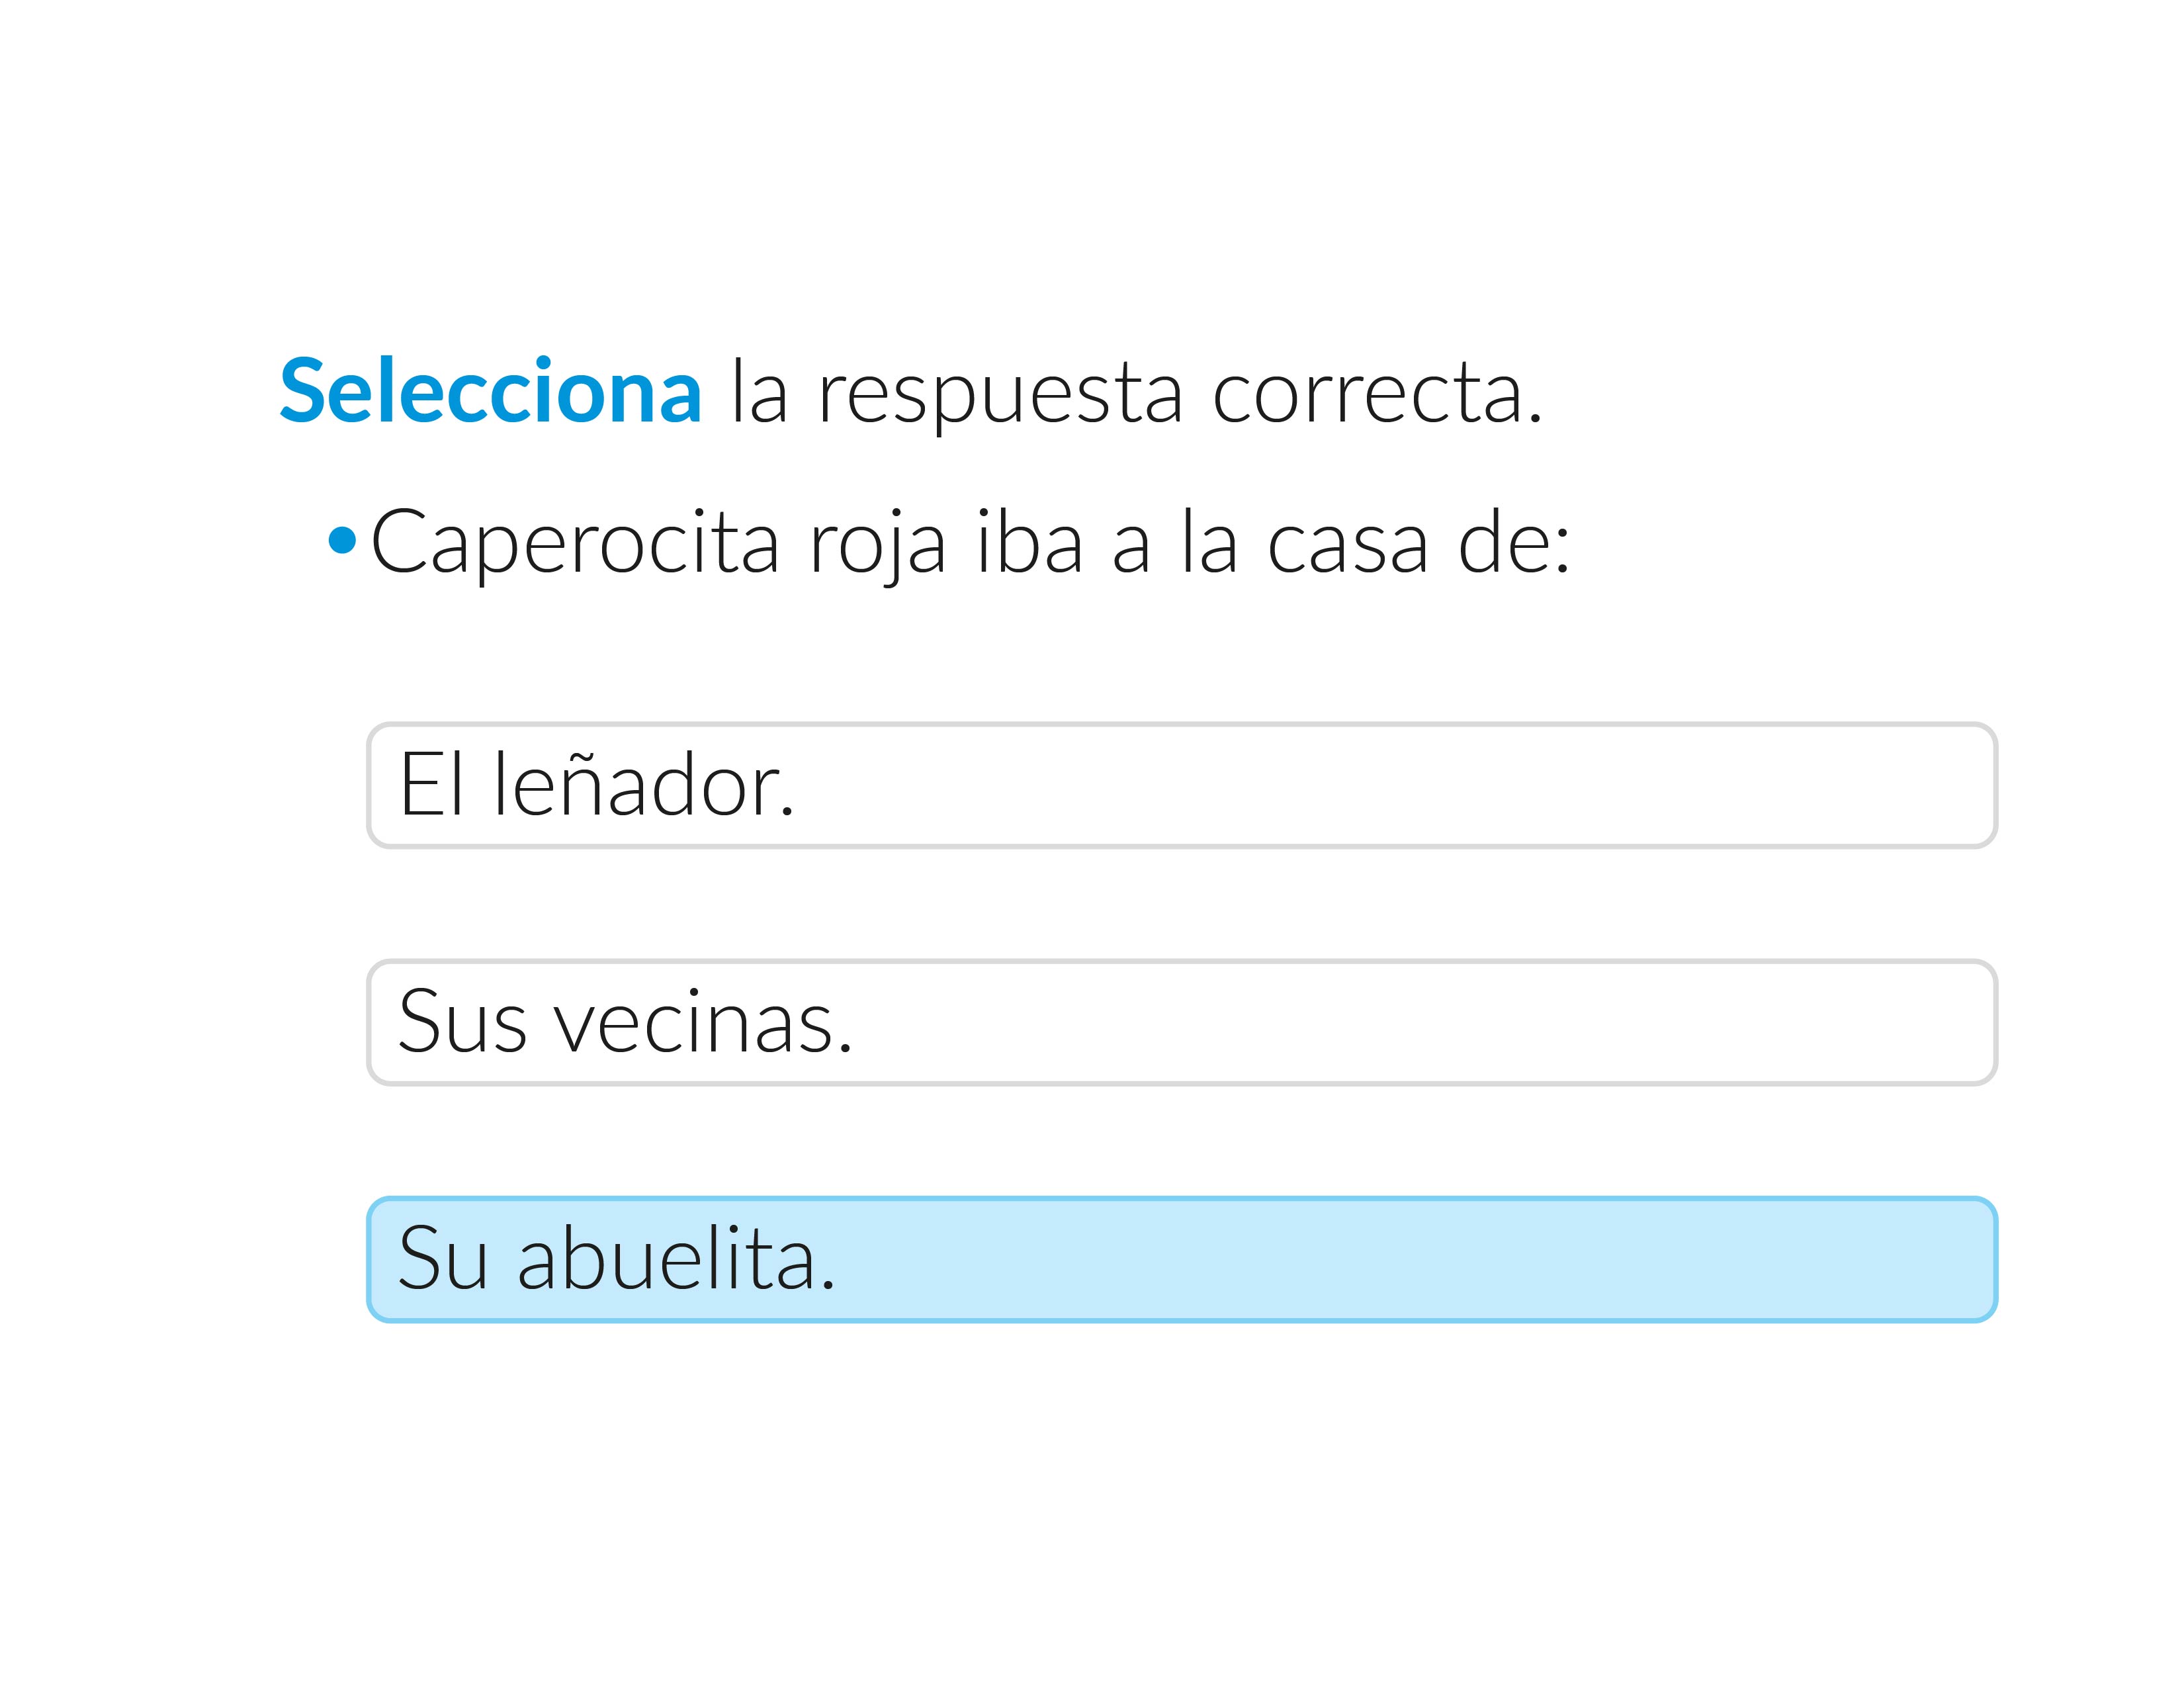 Selecciona la respuesta correcta.
•Caperocita roja iba a la casa de:
El leñador.
Sus vecinas.
Su abuelita.